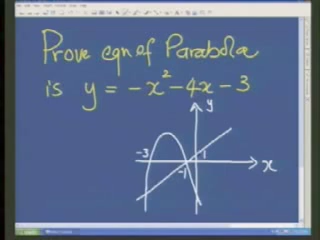 Prove eqn of Parabola
is y = -x² - 4x - 3
y
-3
1
-1
x